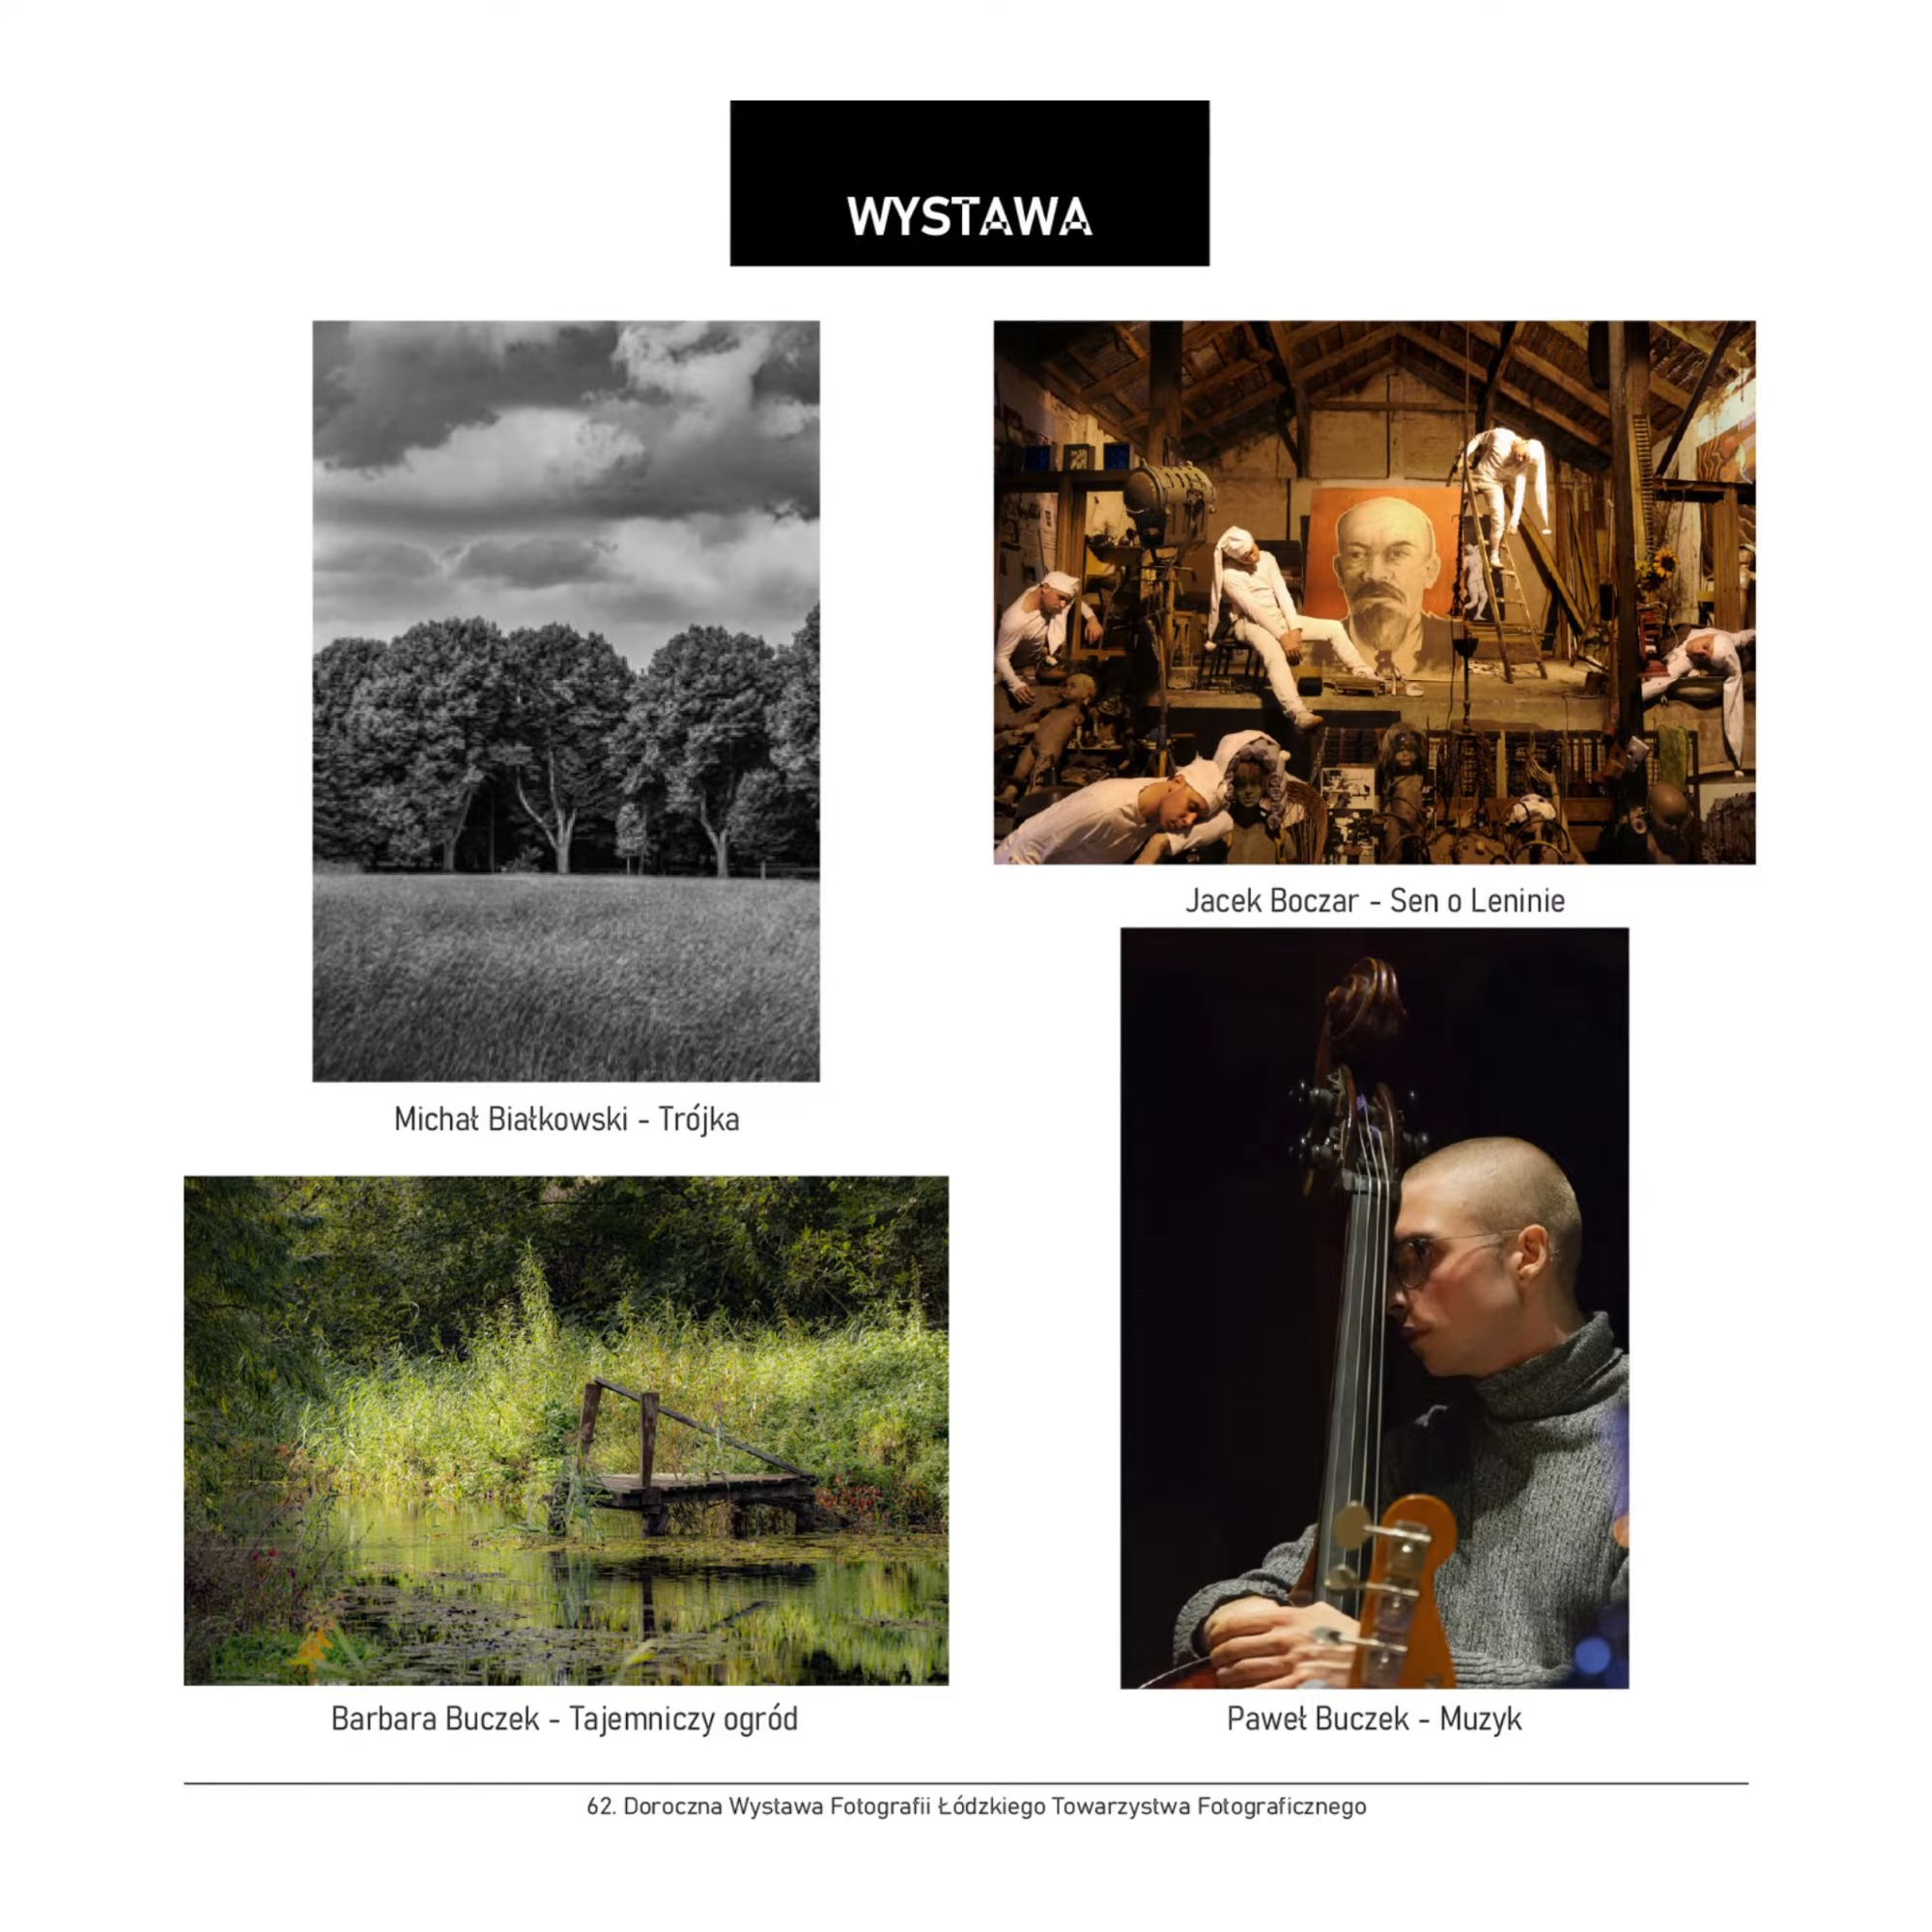 WYSTAWA
Michał Białkowski - Trójka
Jacek Boczar - Sen o Leninie
Barbara Buczek - Tajemniczy ogród
Paweł Buczek - Muzyk
62. Doroczna Wystawa Fotografii Łódzkiego Towarzystwa Fotograficznego